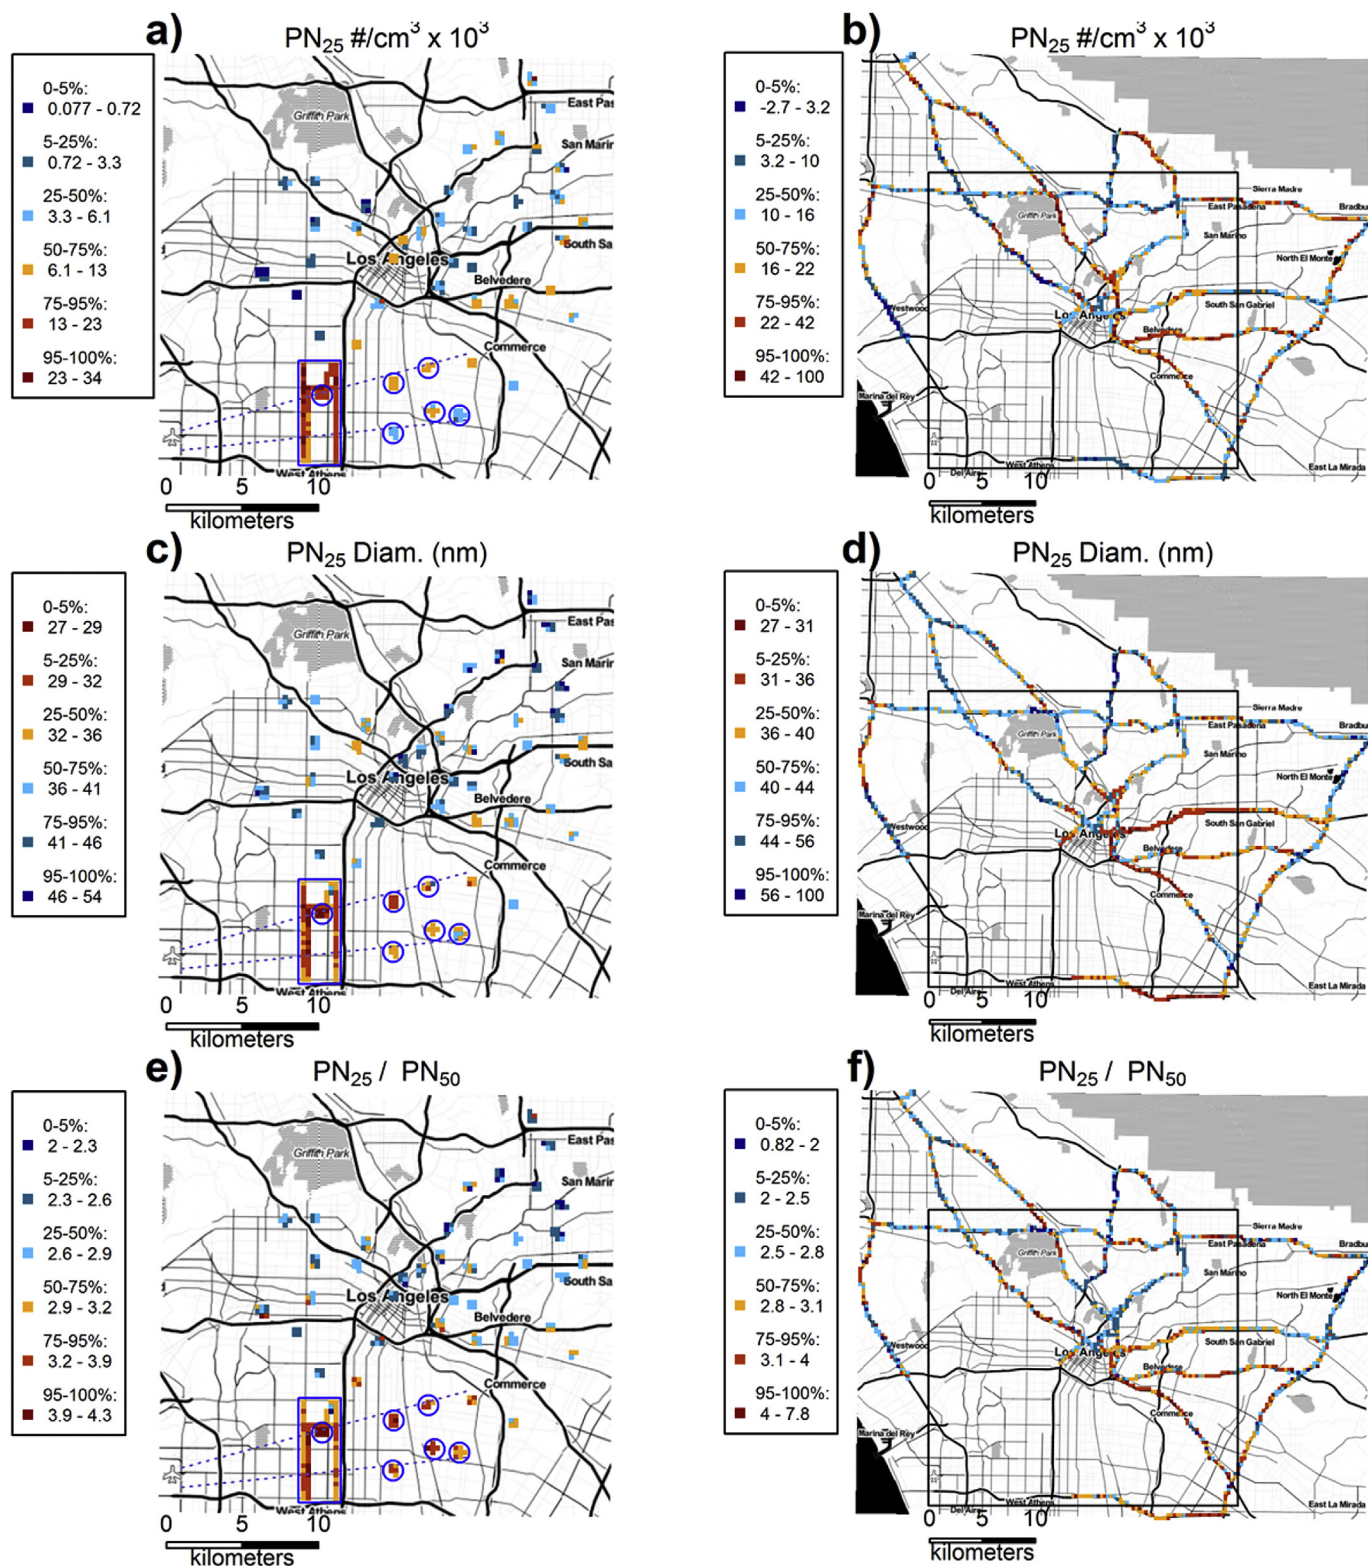 a) PN25 #/cm3 x 10^3
0-5%:
0.077 - 0.72
5-25%:
0.72 - 3.3
25-50%:
3.3 - 6.1
50-75%:
6.1 - 13
75-95%:
13 - 23
95-100%:
23 - 34
Griffith Park
East Pas
San Marin
Los Angeles
South Sa
Belvedere
Commerce
West Athens
0 5 10
kilometers
b) PN25 #/cm3 x 10^3
0-5%:
-2.7 - 3.2
5-25%:
3.2 - 10
25-50%:
10 - 16
50-75%:
16 - 22
75-95%:
22 - 42
95-100%:
42 - 100
Sierra Madre
East Pasadena
Bradbu
Griffith Park
San Marino
North El Monte
Westwood
South San Gabriel
Los Angeles
Belvedere
Commerce
Marina del Rey
West Athens
Del Aire
East La Mirada
0 5 10
kilometers
c) PN25 Diam. (nm)
0-5%:
27 - 29
5-25%:
29 - 32
25-50%:
32 - 36
50-75%:
36 - 41
75-95%:
41 - 46
95-100%:
46 - 54
Griffith Park
East Pas
San Marin
Los Angeles
South Sa
Belvedere
Commerce
West Athens
0 5 10
kilometers
d) PN25 Diam. (nm)
0-5%:
27 - 31
5-25%:
31 - 36
25-50%:
36 - 40
50-75%:
40 - 44
75-95%:
44 - 56
95-100%:
56 - 100
Sierra Madre
East Pasadena
Bradbu
Griffith Park
San Marino
North El Monte
Westwood
South San Gabriel
Los Angeles
Belvedere
Commerce
Marina del Rey
West Athens
Del Aire
East La Mirada
0 5 10
kilometers
e) PN25 / PN50
0-5%:
2 - 2.3
5-25%:
2.3 - 2.6
25-50%:
2.6 - 2.9
50-75%:
2.9 - 3.2
75-95%:
3.2 - 3.9
95-100%:
3.9 - 4.3
Griffith Park
East Pas
San Marin
Los Angeles
South Sa
Belvedere
Commerce
West Athens
0 5 10
kilometers
f) PN25 / PN50
0-5%:
0.82 - 2
5-25%:
2 - 2.5
25-50%:
2.5 - 2.8
50-75%:
2.8 - 3.1
75-95%:
3.1 - 4
95-100%:
4 - 7.8
Sierra Madre
East Pasadena
Bradbu
Griffith Park
San Marino
North El Monte
Westwood
South San Gabriel
Los Angeles
Belvedere
Commerce
Marina del Rey
West Athens
Del Aire
East La Mirada
0 5 10
kilometers